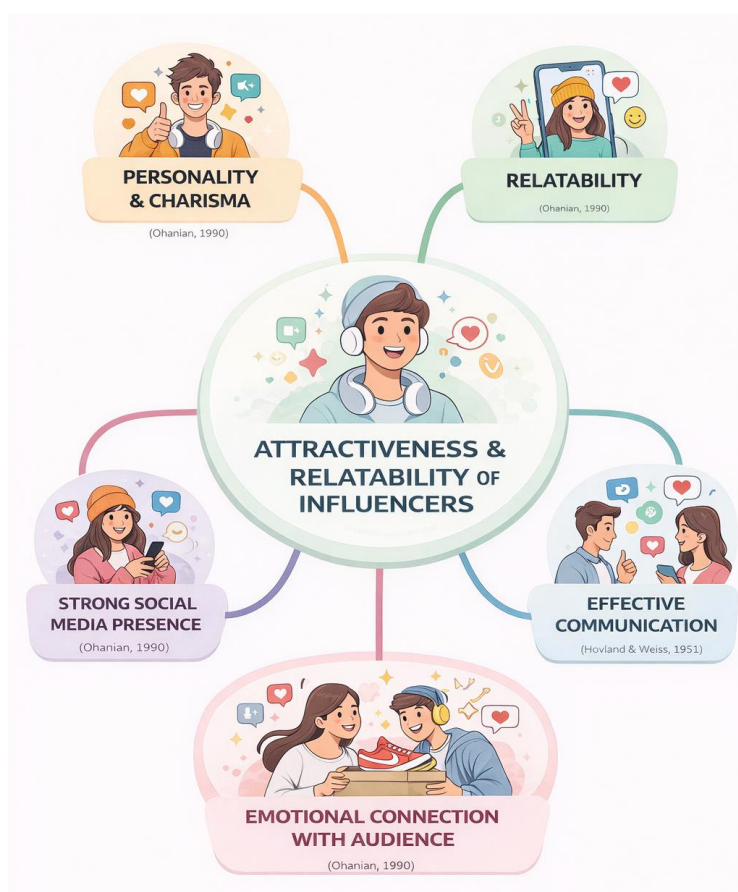 PERSONALITY
& CHARISMA
(Ohanian, 1990)
RELATABILITY
(Ohanian, 1990)
ATTRACTIVENESS &
RELATABILITY OF
INFLUENCERS
STRONG SOCIAL
MEDIA PRESENCE
(Ohanian, 1990)
EFFECTIVE
COMMUNICATION
(Hovland & Weiss, 1951)
EMOTIONAL CONNECTION
WITH AUDIENCE
(Ohanian, 1990)